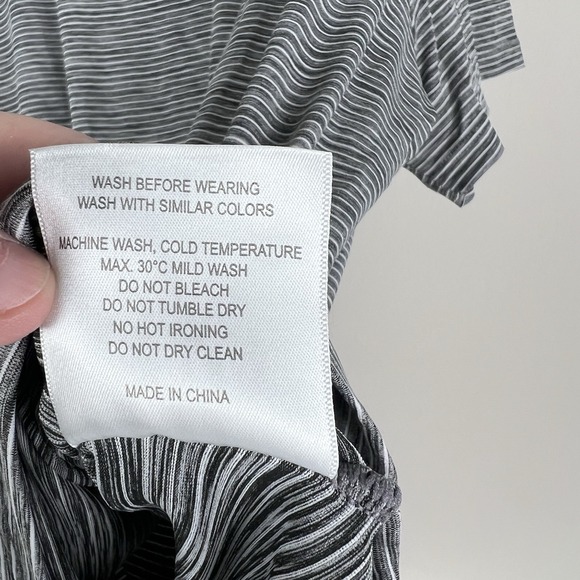 WASH BEFORE WEARING
WASH WITH SIMILAR COLORS
MACHINE WASH, COLD TEMPERATURE
MAX. 30°C MILD WASH
DO NOT BLEACH
DO NOT TUMBLE DRY
NO HOT IRONING
DO NOT DRY CLEAN
MADE IN CHINA